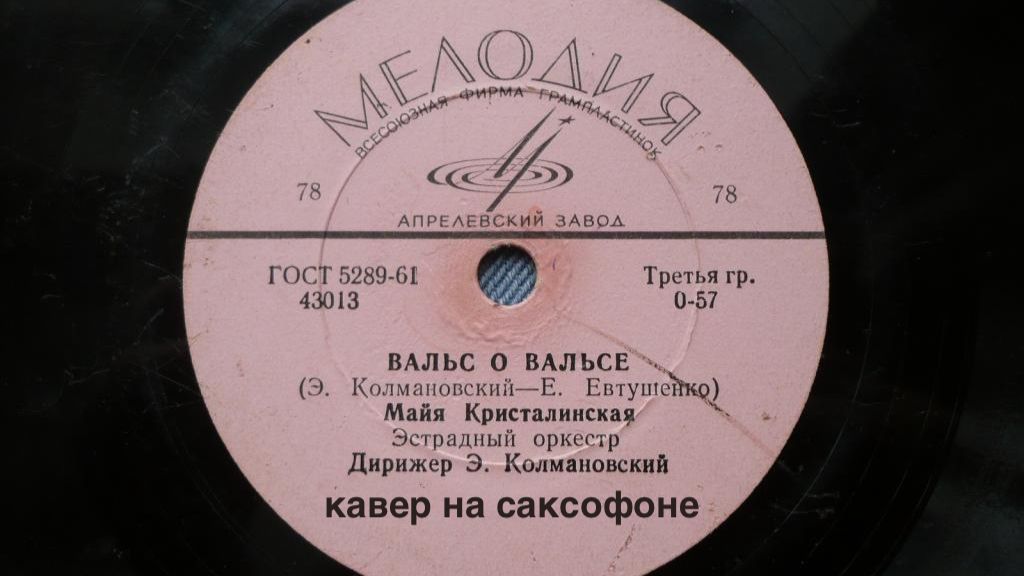 МЕЛОДИЯ
ВСЕСОЮЗНАЯ ФИРМА ГРАМПЛАСТИНОК
78 78
АПРЕЛЕВСКИЙ ЗАВОД
ГОСТ 5289-61 Третья гр.
43013 0-57
ВАЛЬС О ВАЛЬСЕ
(Э. Колмановский—Е. Евтушенко)
Майя Кристалинская
Эстрадный оркестр
Дирижер Э. Колмановский
кавер на саксофоне